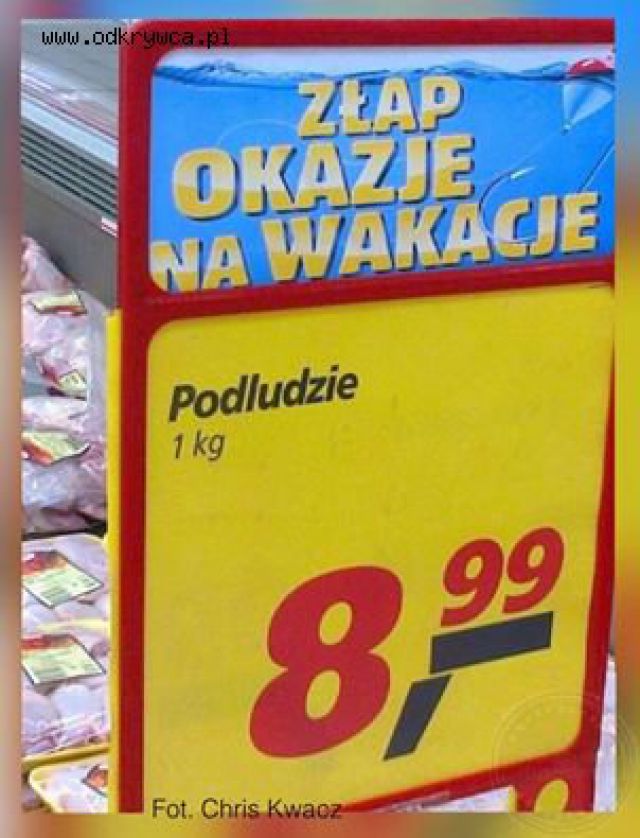 www.odkrywca.pl
ZŁAP
OKAZJE
NA WAKACJE
Podludzie
1 kg
8,99
Fot. Chris Kwacz